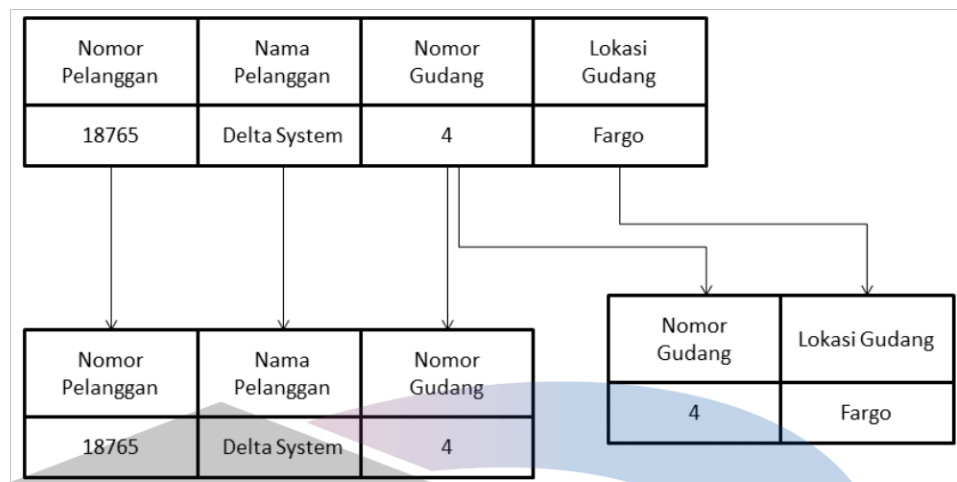 Nomor Pelanggan
Nama Pelanggan
Nomor Gudang
Lokasi Gudang
18765
Delta System
4
Fargo
Nomor Pelanggan
Nama Pelanggan
Nomor Gudang
18765
Delta System
4
Nomor Gudang
Lokasi Gudang
4
Fargo